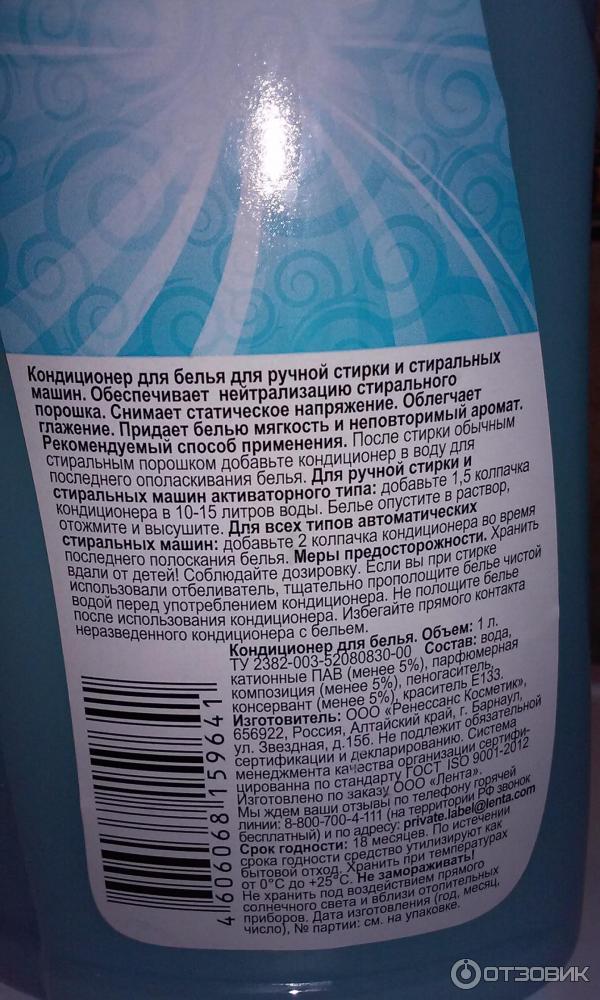 Кондиционер для белья для ручной стирки и стиральных
машин. Обеспечивает нейтрализацию стирального
порошка. Снимает статическое напряжение. Облегчает
глажение. Придает белью мягкость и неповторимый аромат.
Рекомендуемый способ применения. После стирки обычным
стиральным порошком добавьте кондиционер в воду для
последнего ополаскивания белья. Для ручной стирки и
стиральных машин активаторного типа: добавьте 1,5 колпачка
кондиционера в 10-15 литров воды. Белье опустите в раствор,
отожмите и высушите. Для всех типов автоматических
стиральных машин: добавьте 2 колпачка кондиционера во время
последнего полоскания белья. Меры предосторожности. Хранить
вдали от детей! Соблюдайте дозировку. Если вы при стирке
использовали отбеливатель, тщательно прополощите белье чистой
водой перед употреблением кондиционера. Не полощите белье
после использования кондиционера. Избегайте прямого контакта
неразведенного кондиционера с бельем.
Кондиционер для белья. Объем: 1 л.
ТУ 2382-003-52080830-00 Состав: вода,
катионные ПАВ (менее 5%), парфюмерная
композиция (менее 5%), пеногаситель,
консервант (менее 5%), краситель Е133.
Изготовитель: ООО «Ренессанс Косметик»,
656922, Россия, Алтайский край, г. Барнаул,
ул. Звездная, д.15б. Не подлежит обязательной
сертификации и декларированию. Система
менеджмента качества организации сертифи-
цирована по стандарту ГОСТ ISO 9001-2012
Изготовлено по заказу ООО «Лента».
Мы ждем ваши отзывы по телефону горячей
линии: 8-800-700-4-111 (на территории РФ звонок
бесплатный) и по адресу: private.label@lenta.com
Срок годности: 18 месяцев. По истечении
срока годности средство утилизируют как
бытовой отход. Хранить при температурах
от 0°С до +25°С. Не замораживать!
Не хранить под воздействием прямого
солнечного света и вблизи отопительных
приборов. Дата изготовления (год, месяц,
число), № партии: см. на упаковке.
4 606068 159641
ОТЗОВИК